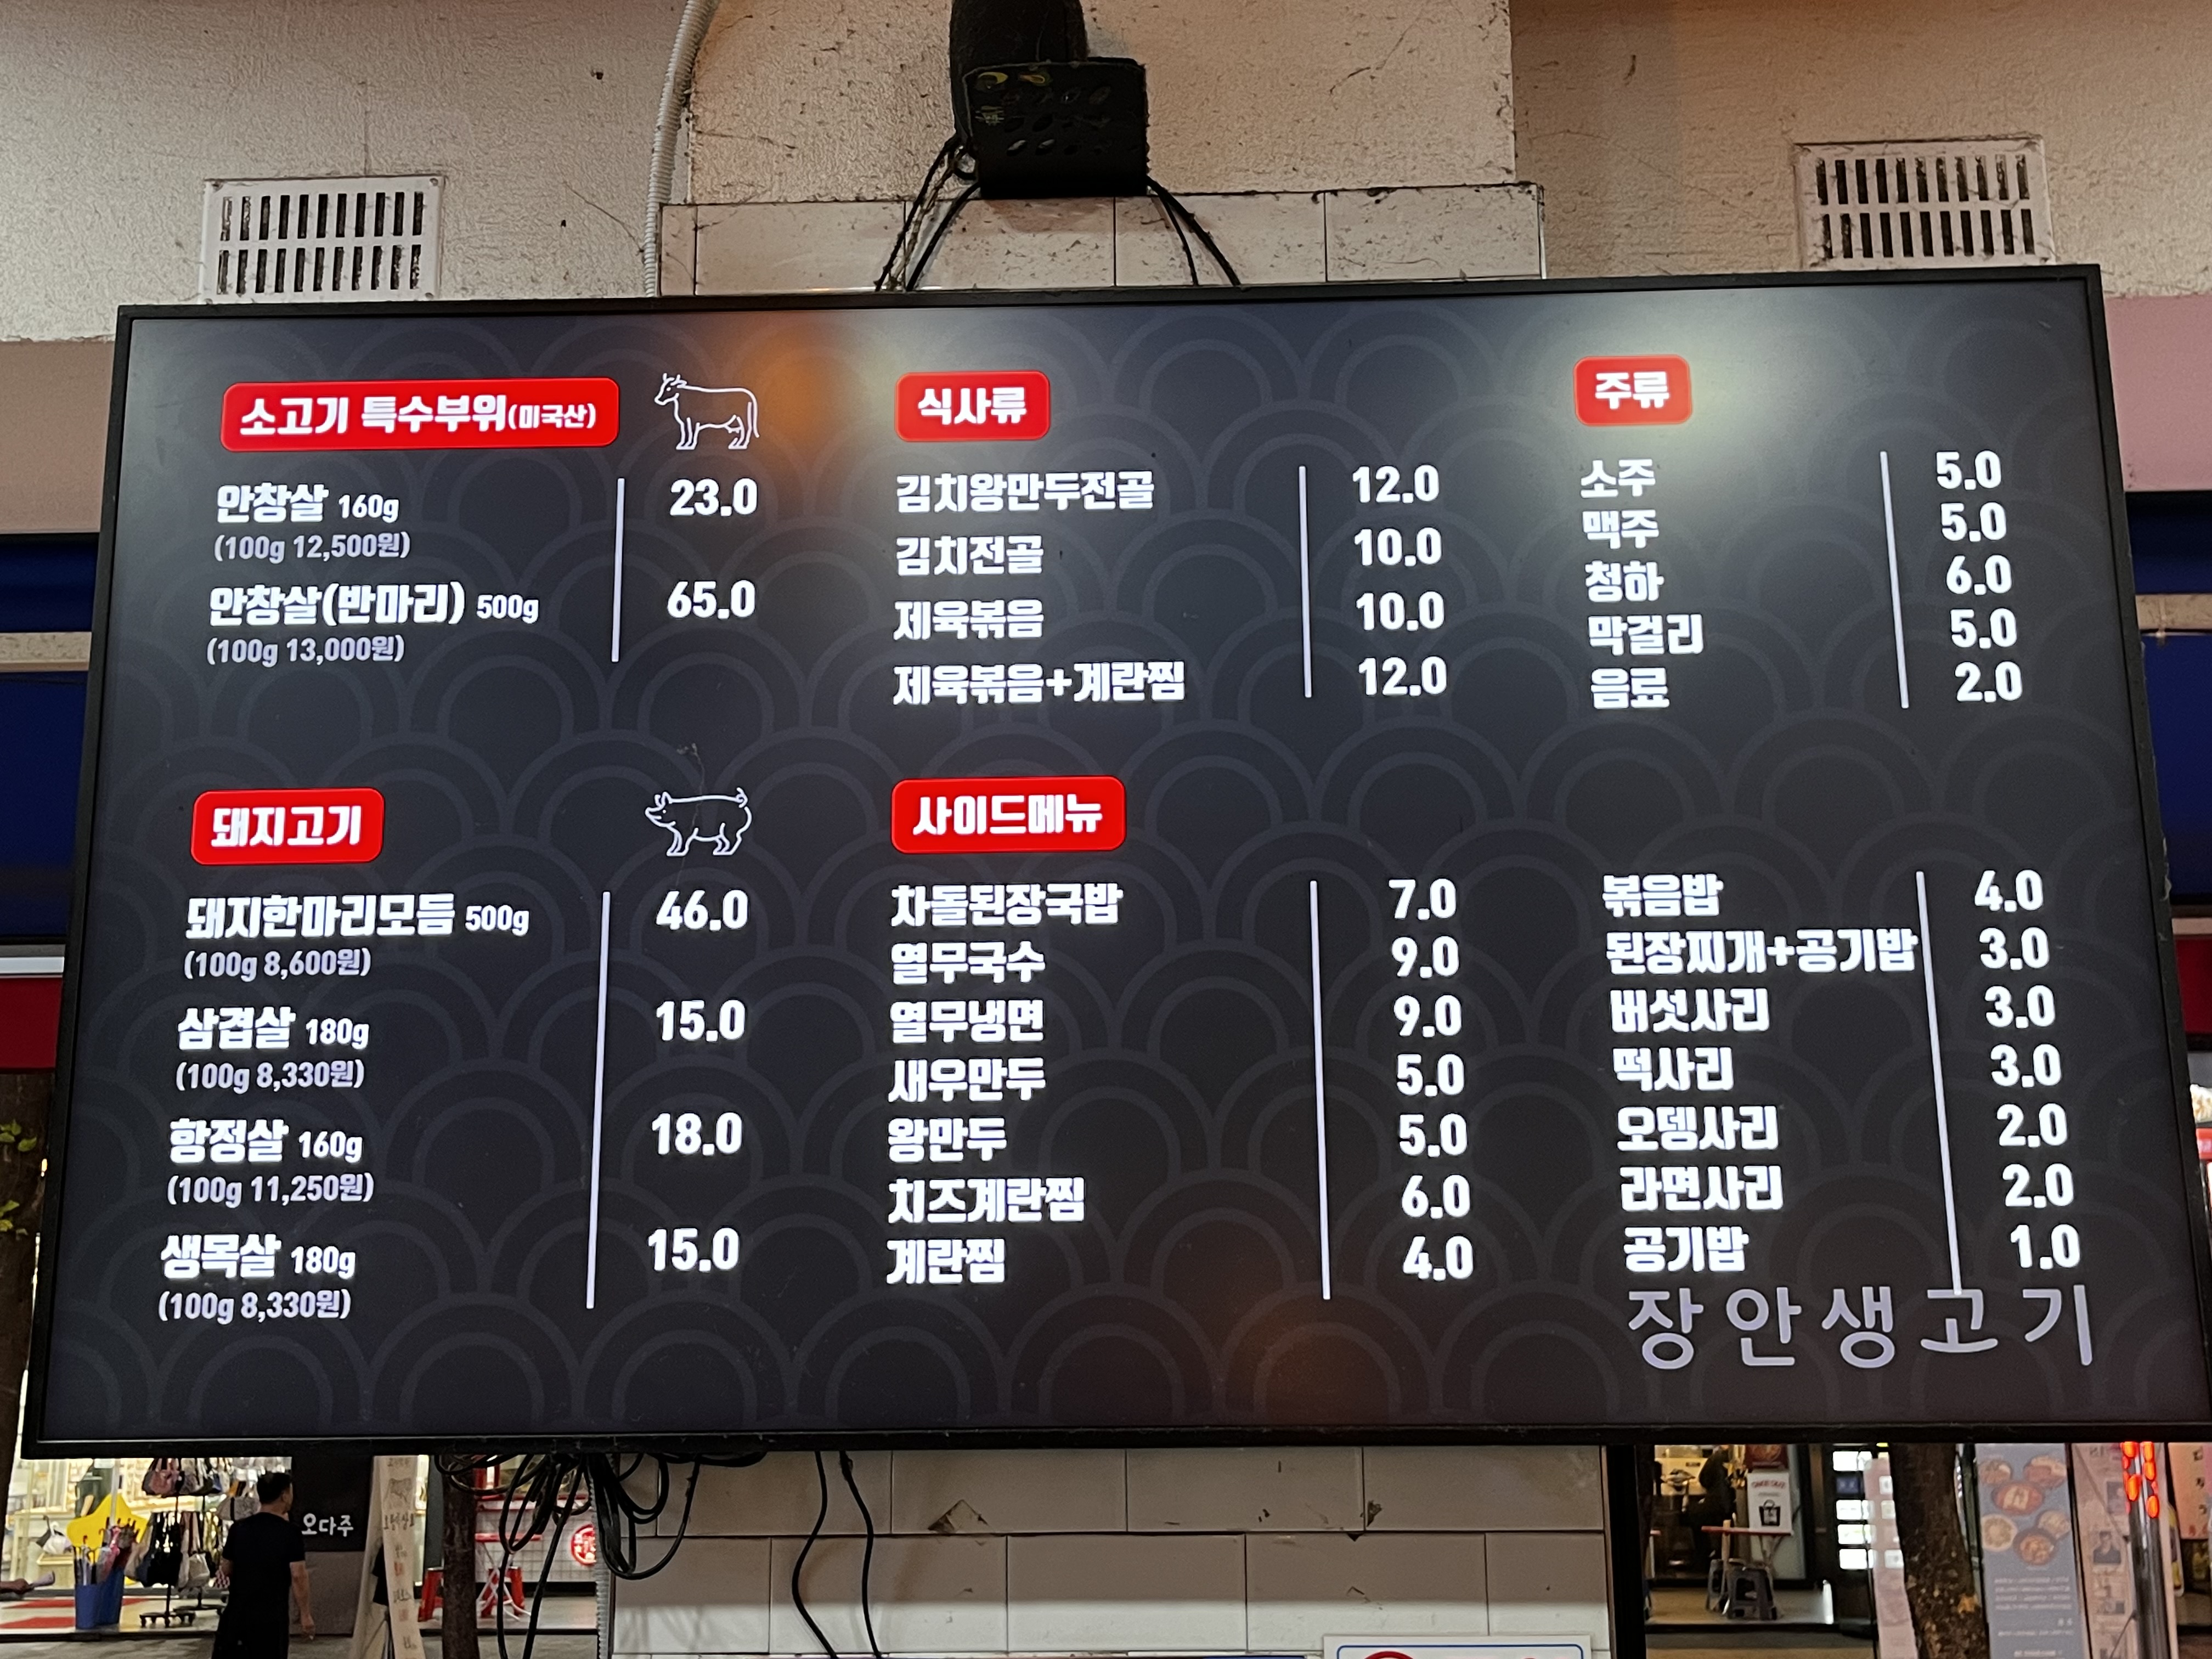 소고기 특수부위(미국산)
안창살 160g 23.0
(100g 12,500원)
안창살(반마리) 500g 65.0
(100g 13,000원)
돼지고기
돼지한마리모듬 500g 46.0
(100g 8,600원)
삼겹살 180g 15.0
(100g 8,330원)
항정살 160g 18.0
(100g 11,250원)
생목살 180g 15.0
(100g 8,330원)
식사류
김치왕만두전골 12.0
김치전골 10.0
제육볶음 10.0
제육볶음+계란찜 12.0
사이드메뉴
차돌된장국밥 7.0
열무국수 9.0
열무냉면 9.0
새우만두 5.0
왕만두 5.0
치즈계란찜 6.0
계란찜 4.0
주류
소주 5.0
맥주 5.0
청하 6.0
막걸리 5.0
음료 2.0
볶음밥 4.0
된장찌개+공기밥 3.0
버섯사리 3.0
떡사리 3.0
오뎅사리 2.0
라면사리 2.0
공기밥 1.0
장안생고기
오다주